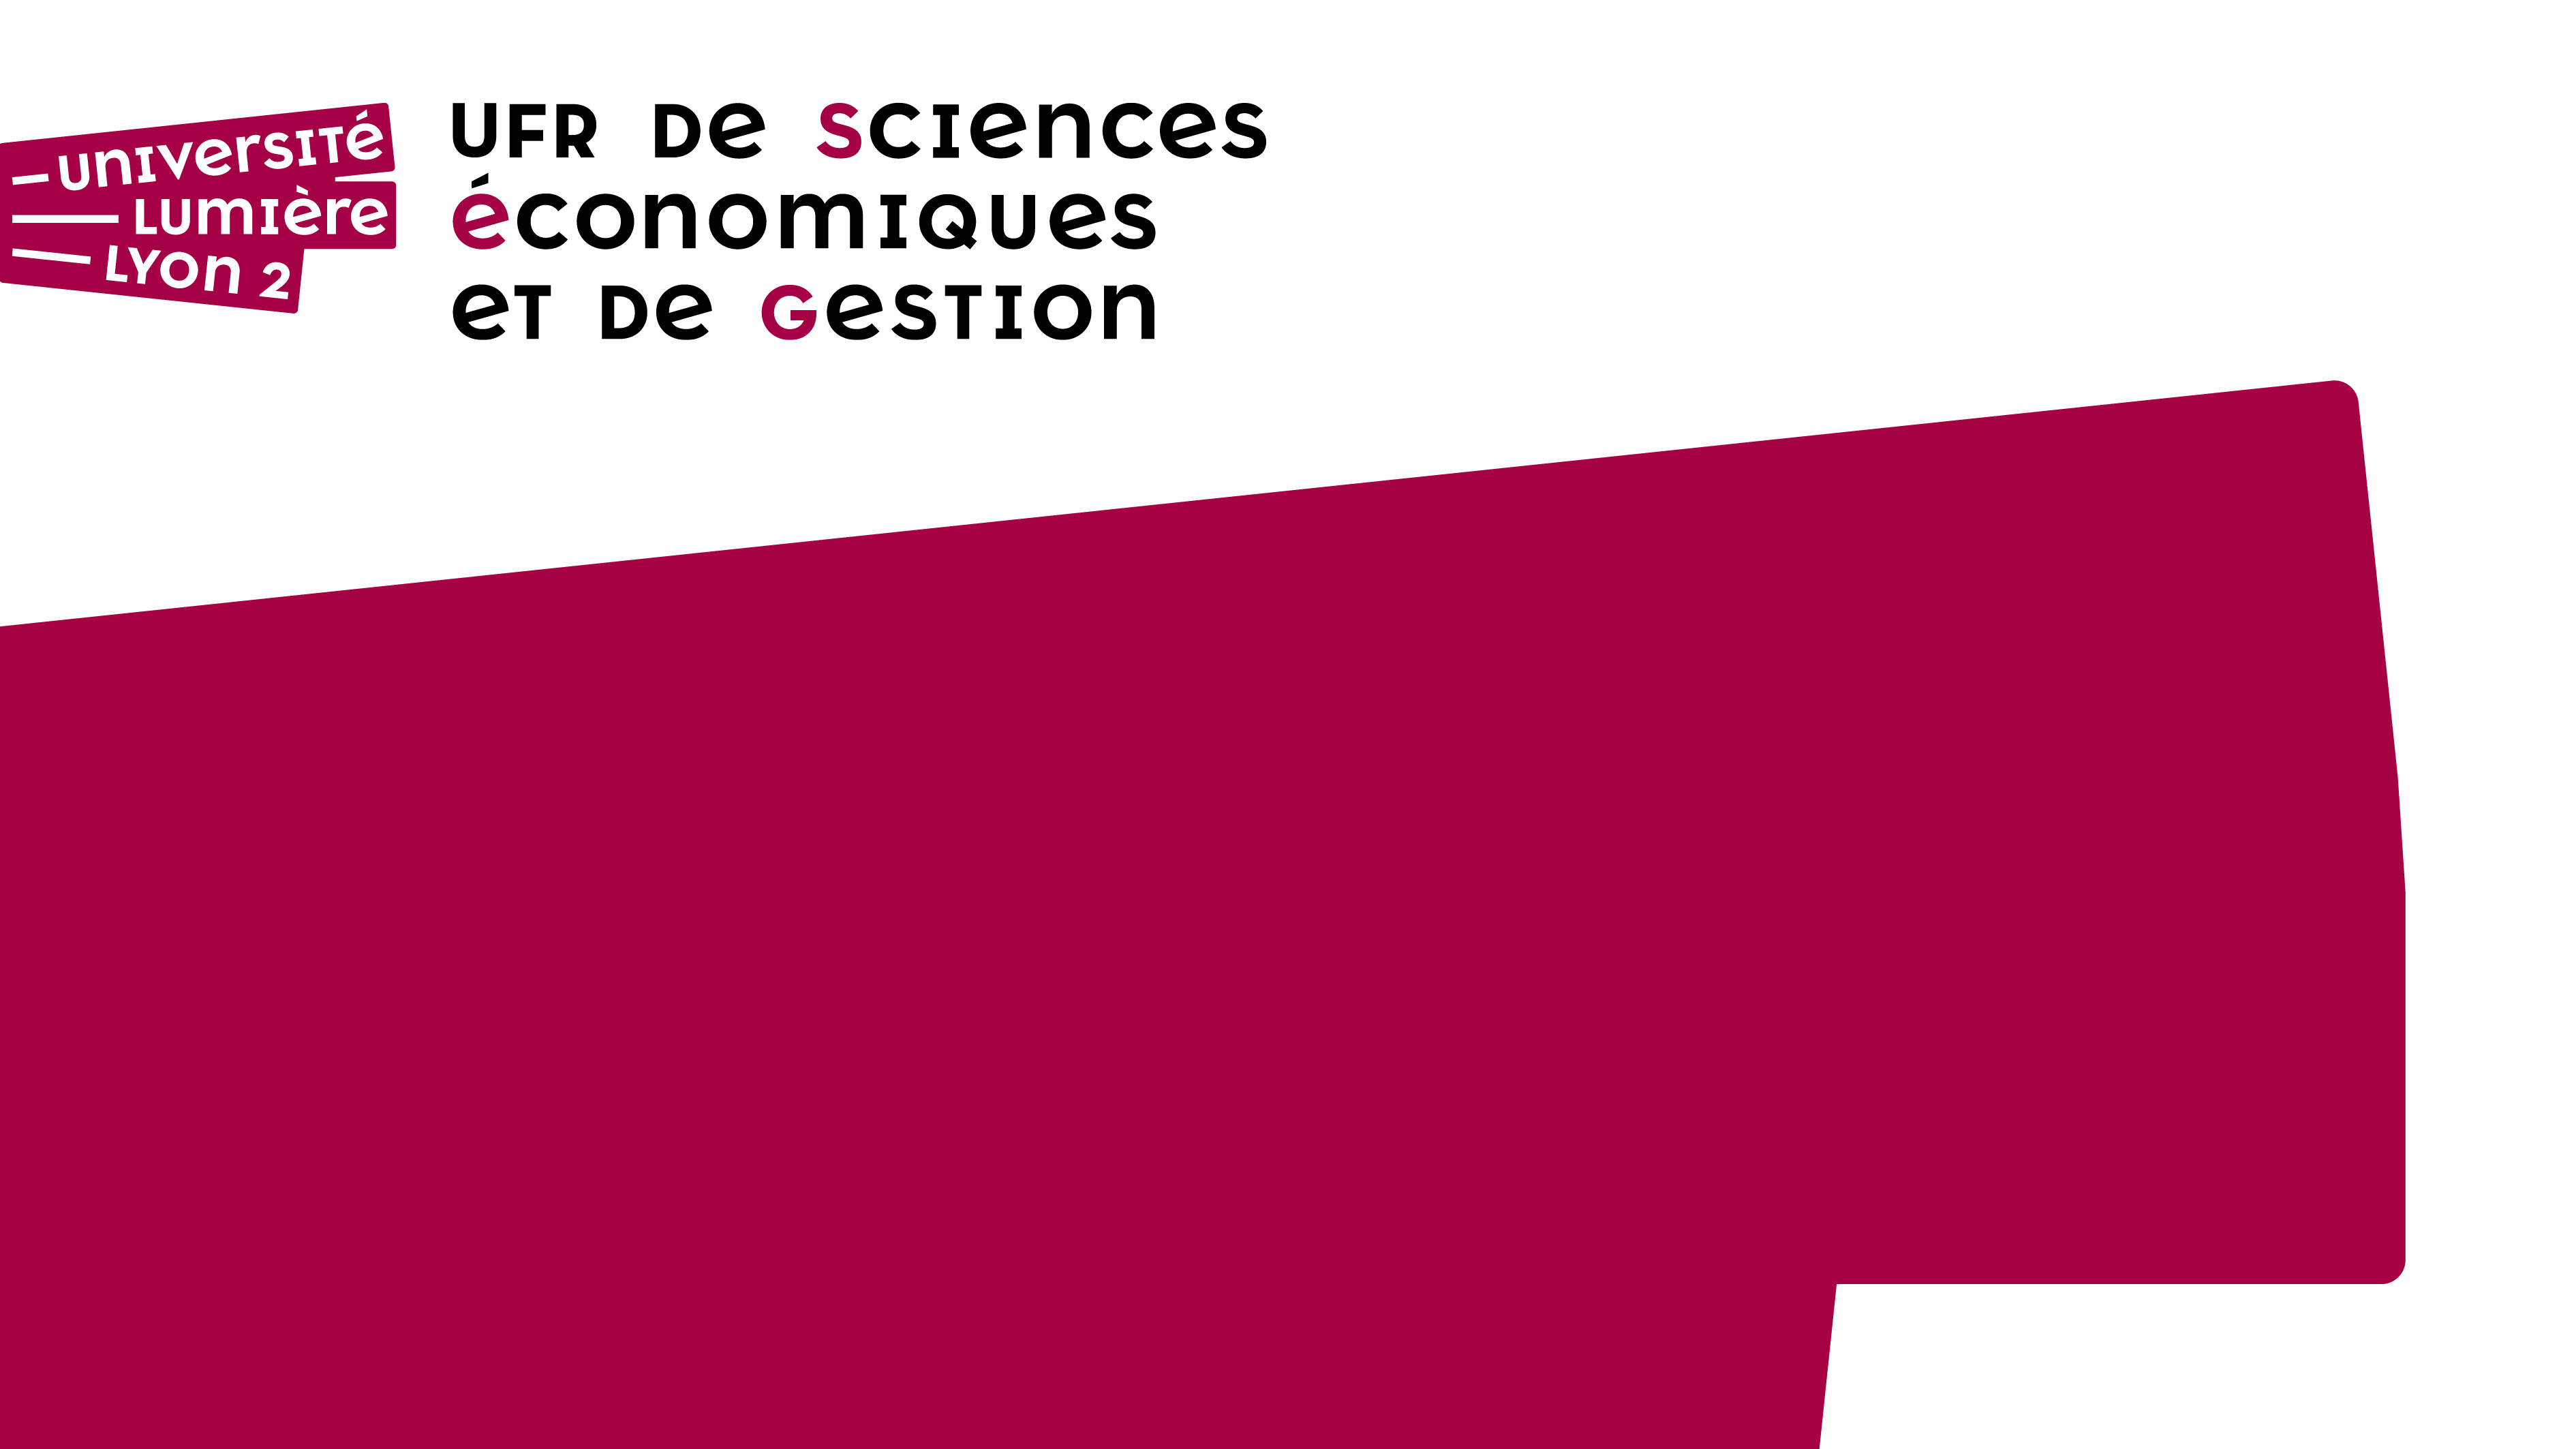 université
Lumière
Lyon 2
UFR de Sciences
économiques
et de Gestion